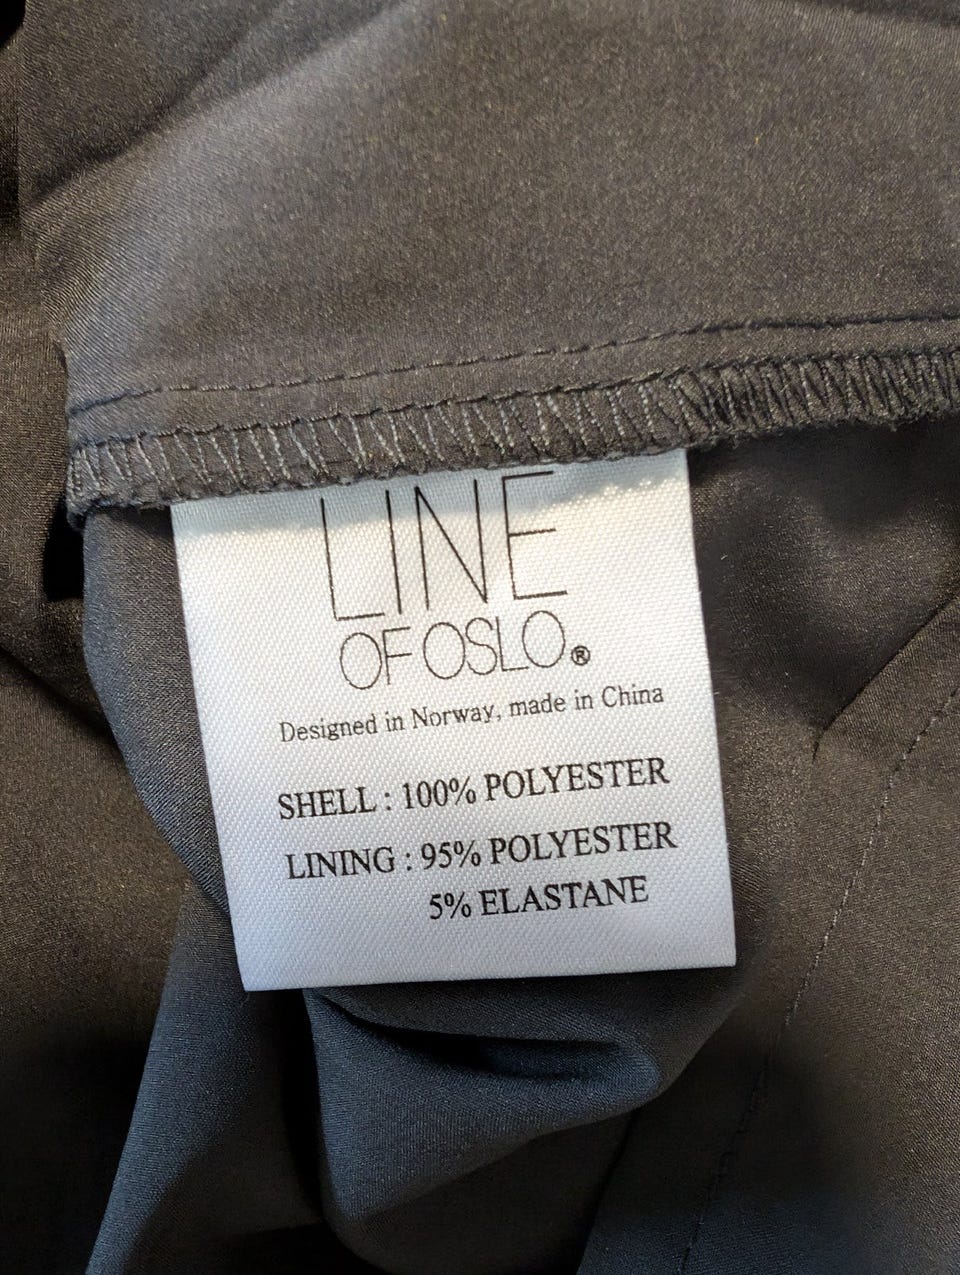 LINE
OF OSLO®
Designed in Norway, made in China
SHELL : 100% POLYESTER
LINING : 95% POLYESTER
5% ELASTANE